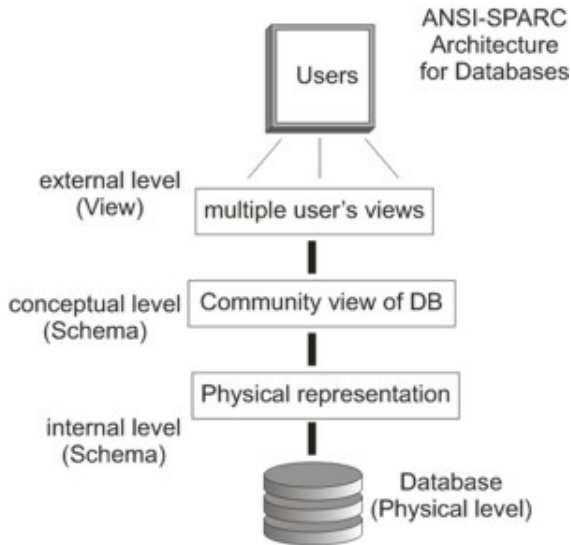 ANSI-SPARC
Architecture
for Databases
Users
external level
(View)
multiple user's views
conceptual level
(Schema)
Community view of DB
Physical representation
internal level
(Schema)
Database
(Physical level)